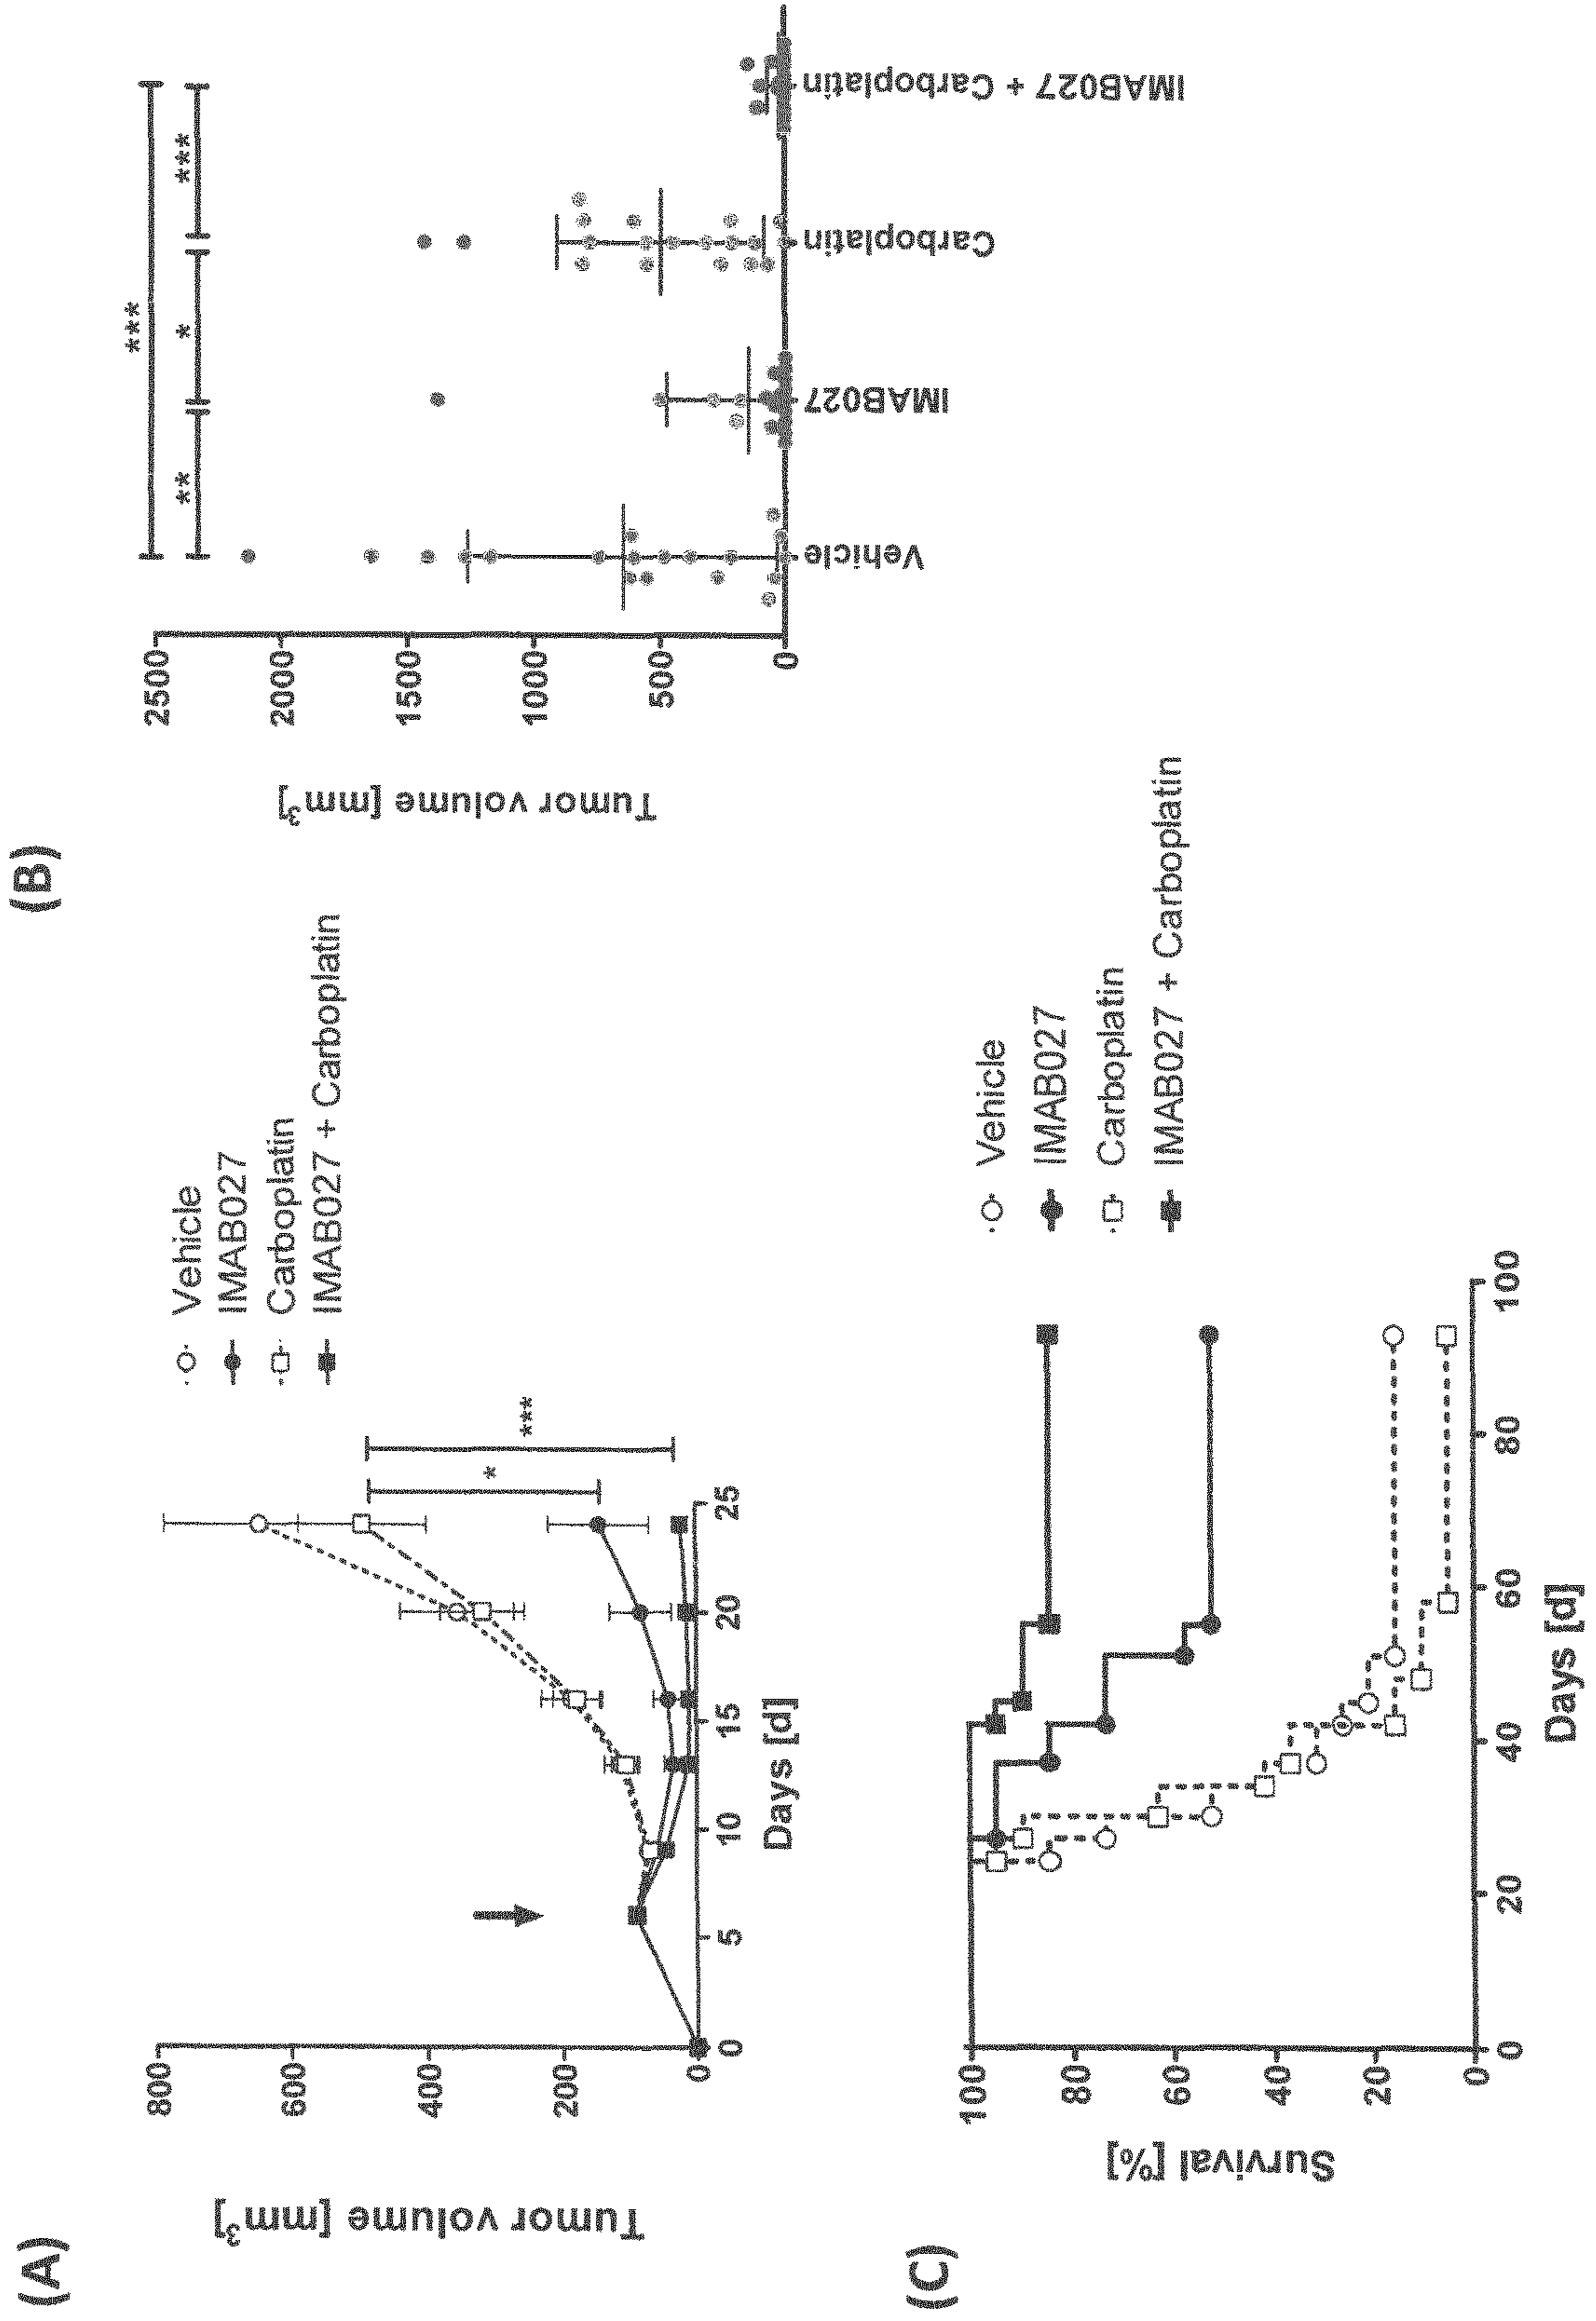 (A)
Tumor volume [mm³]
800
600
400
200
0
0
5
10
15
20
25
Days [d]
*
***
Vehicle
IMAB027
Carboplatin
IMAB027 + Carboplatin
(B)
Tumor volume [mm³]
2500
2000
1500
1000
500
0
***
**
*
***
Vehicle
IMAB027
Carboplatin
IMAB027 + Carboplatin
(C)
Survival [%]
100
80
60
40
20
0
0
20
40
60
80
100
Days [d]
Vehicle
IMAB027
Carboplatin
IMAB027 + Carboplatin